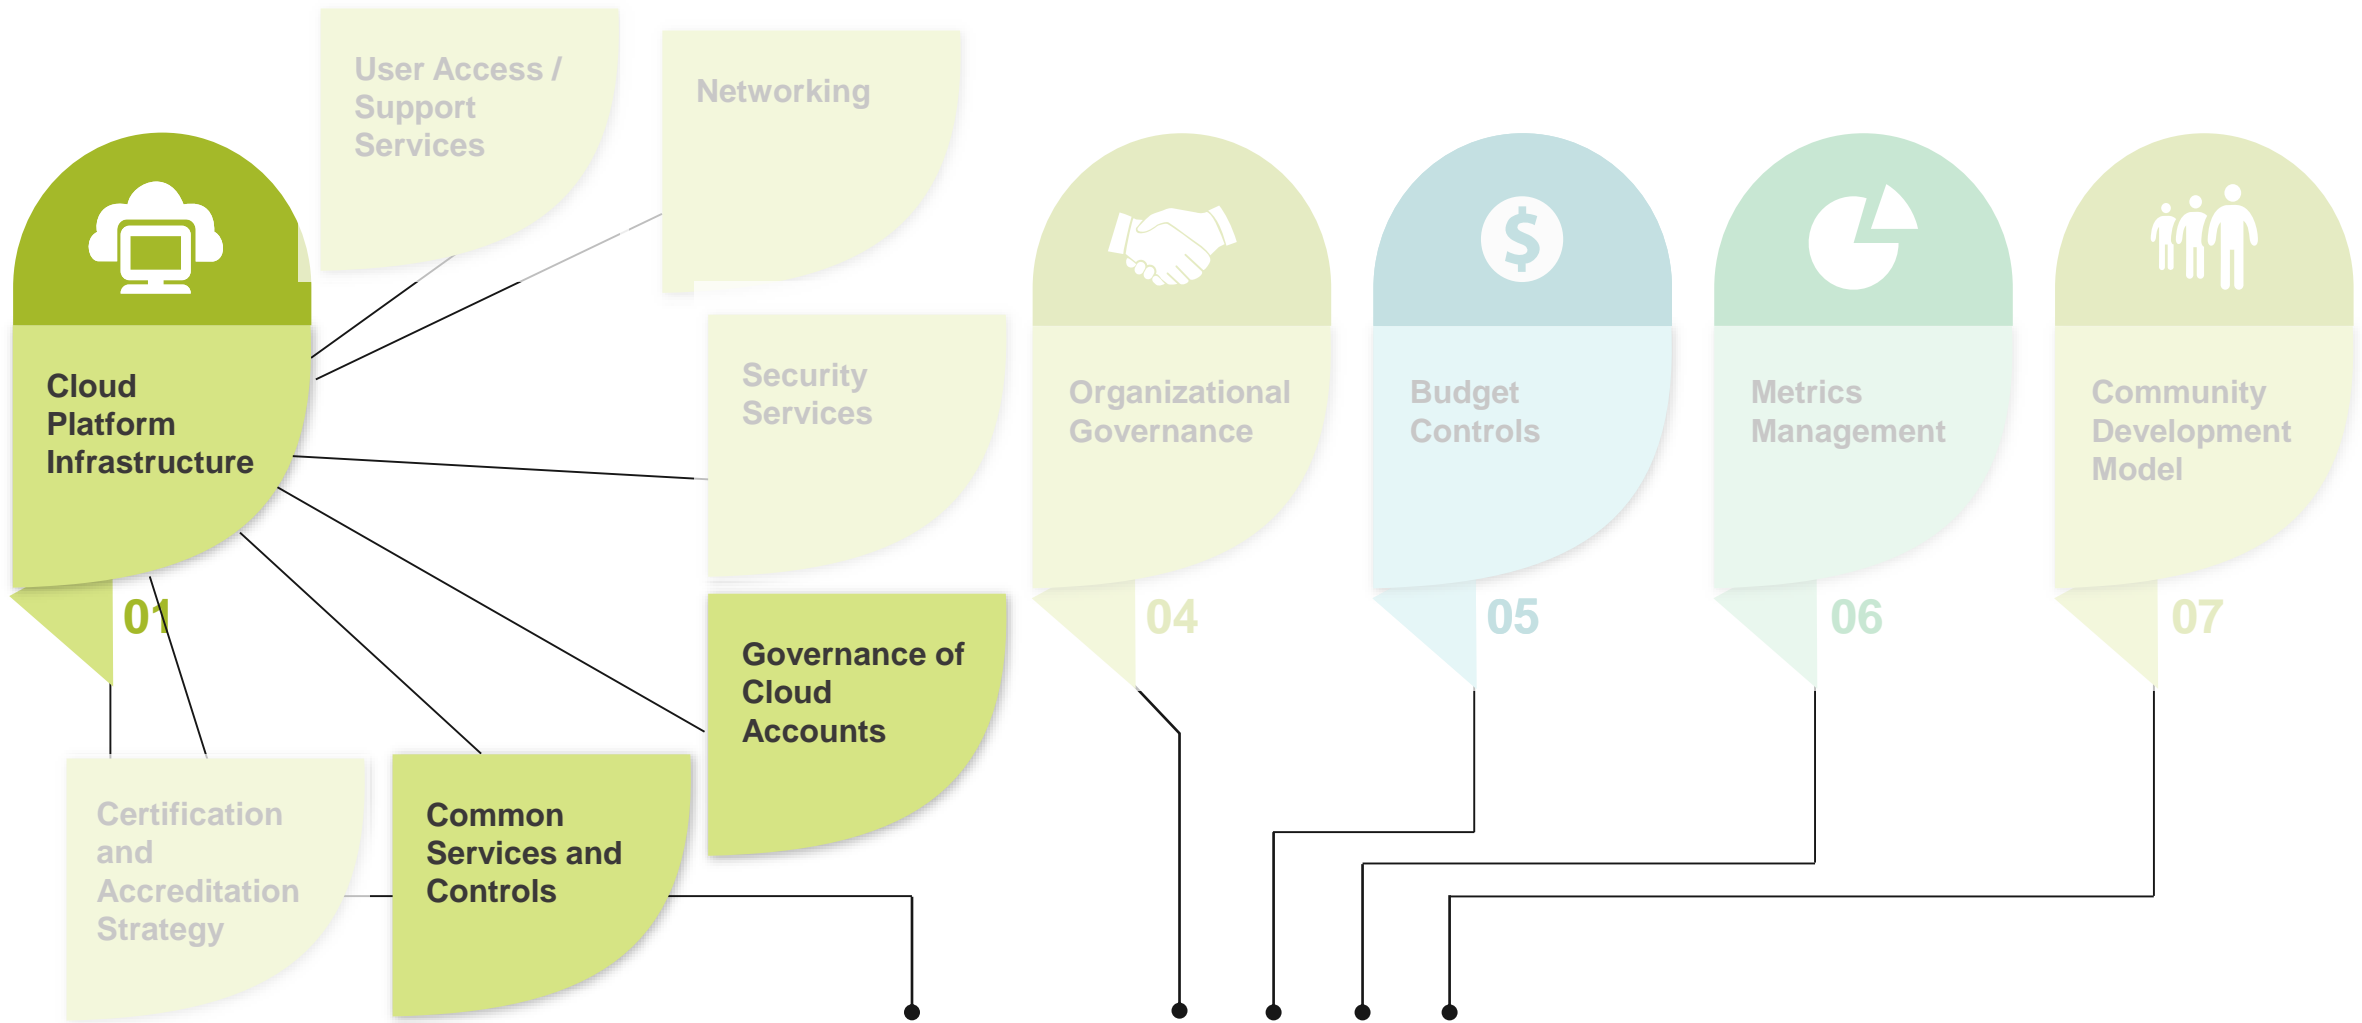 User Access /
Support
Services
Networking
Cloud
Platform
Infrastructure
01
Security
Services
Governance of
Cloud
Accounts
Common
Services and
Controls
Certification
and
Accreditation
Strategy
Organizational
Governance
04
Budget
Controls
05
Metrics
Management
06
Community
Development
Model
07